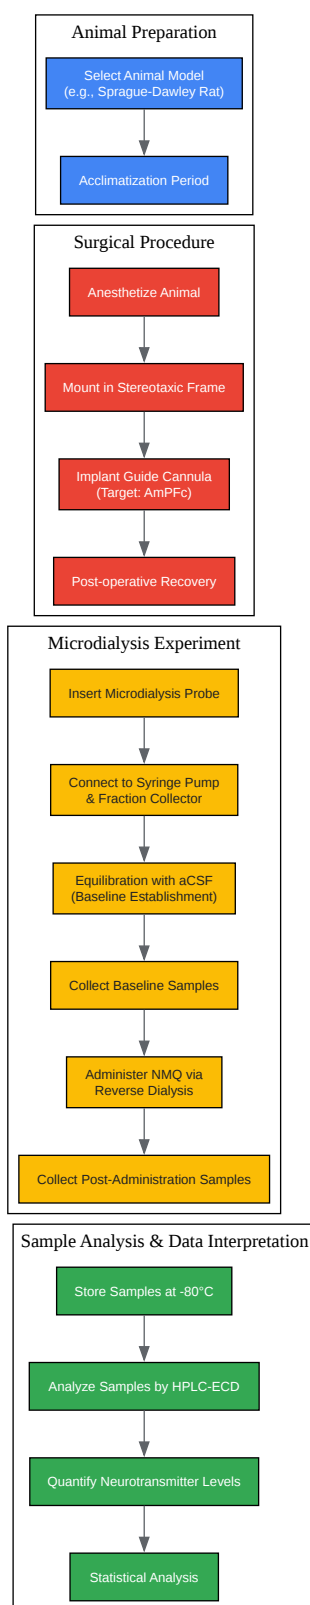 Animal Preparation
Select Animal Model
(e.g., Sprague-Dawley Rat)
Acclimatization Period
Surgical Procedure
Anesthetize Animal
Mount in Stereotaxic Frame
Implant Guide Cannula
(Target: AmPFc)
Post-operative Recovery
Microdialysis Experiment
Insert Microdialysis Probe
Connect to Syringe Pump
& Fraction Collector
Equilibration with aCSF
(Baseline Establishment)
Collect Baseline Samples
Administer NMQ via
Reverse Dialysis
Collect Post-Administration Samples
Sample Analysis & Data Interpretation
Store Samples at -80°C
Analyze Samples by HPLC-ECD
Quantify Neurotransmitter Levels
Statistical Analysis